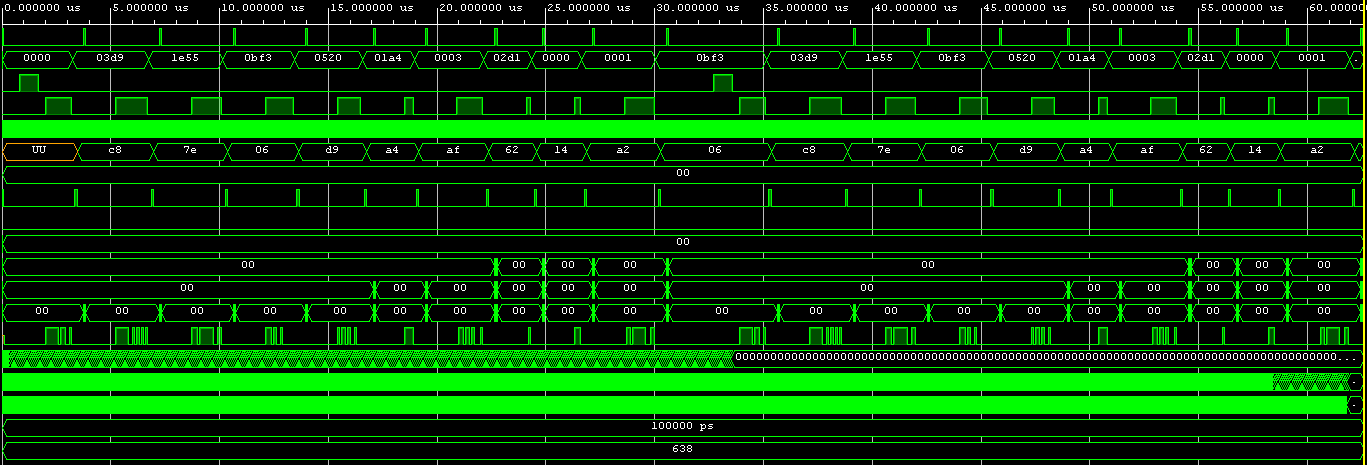 0.000000 us 5.000000 us 10.000000 us 15.000000 us 20.000000 us 25.000000 us 30.000000 us 35.000000 us 40.000000 us 45.000000 us 50.000000 us 55.000000 us 60.00000
0000 03d9 1e55 0bf3 0520 01a4 0003 02d1 0000 0001 0bf3 03d9 1e55 0bf3 0520 01a4 0003 02d1 0000 0001
UU c8 7e 06 d9 a4 af 62 14 a2 06 c8 7e 06 d9 a4 af 62 14 a2
00
00
00 00 00 00 00 00 00 00
00 00 00 00 00 00 00 00 00 00 00 00
00 00 00 00 00 00 00 00 00 00 00 00 00 00 00 00 00 00 00 00
100000 ps
638